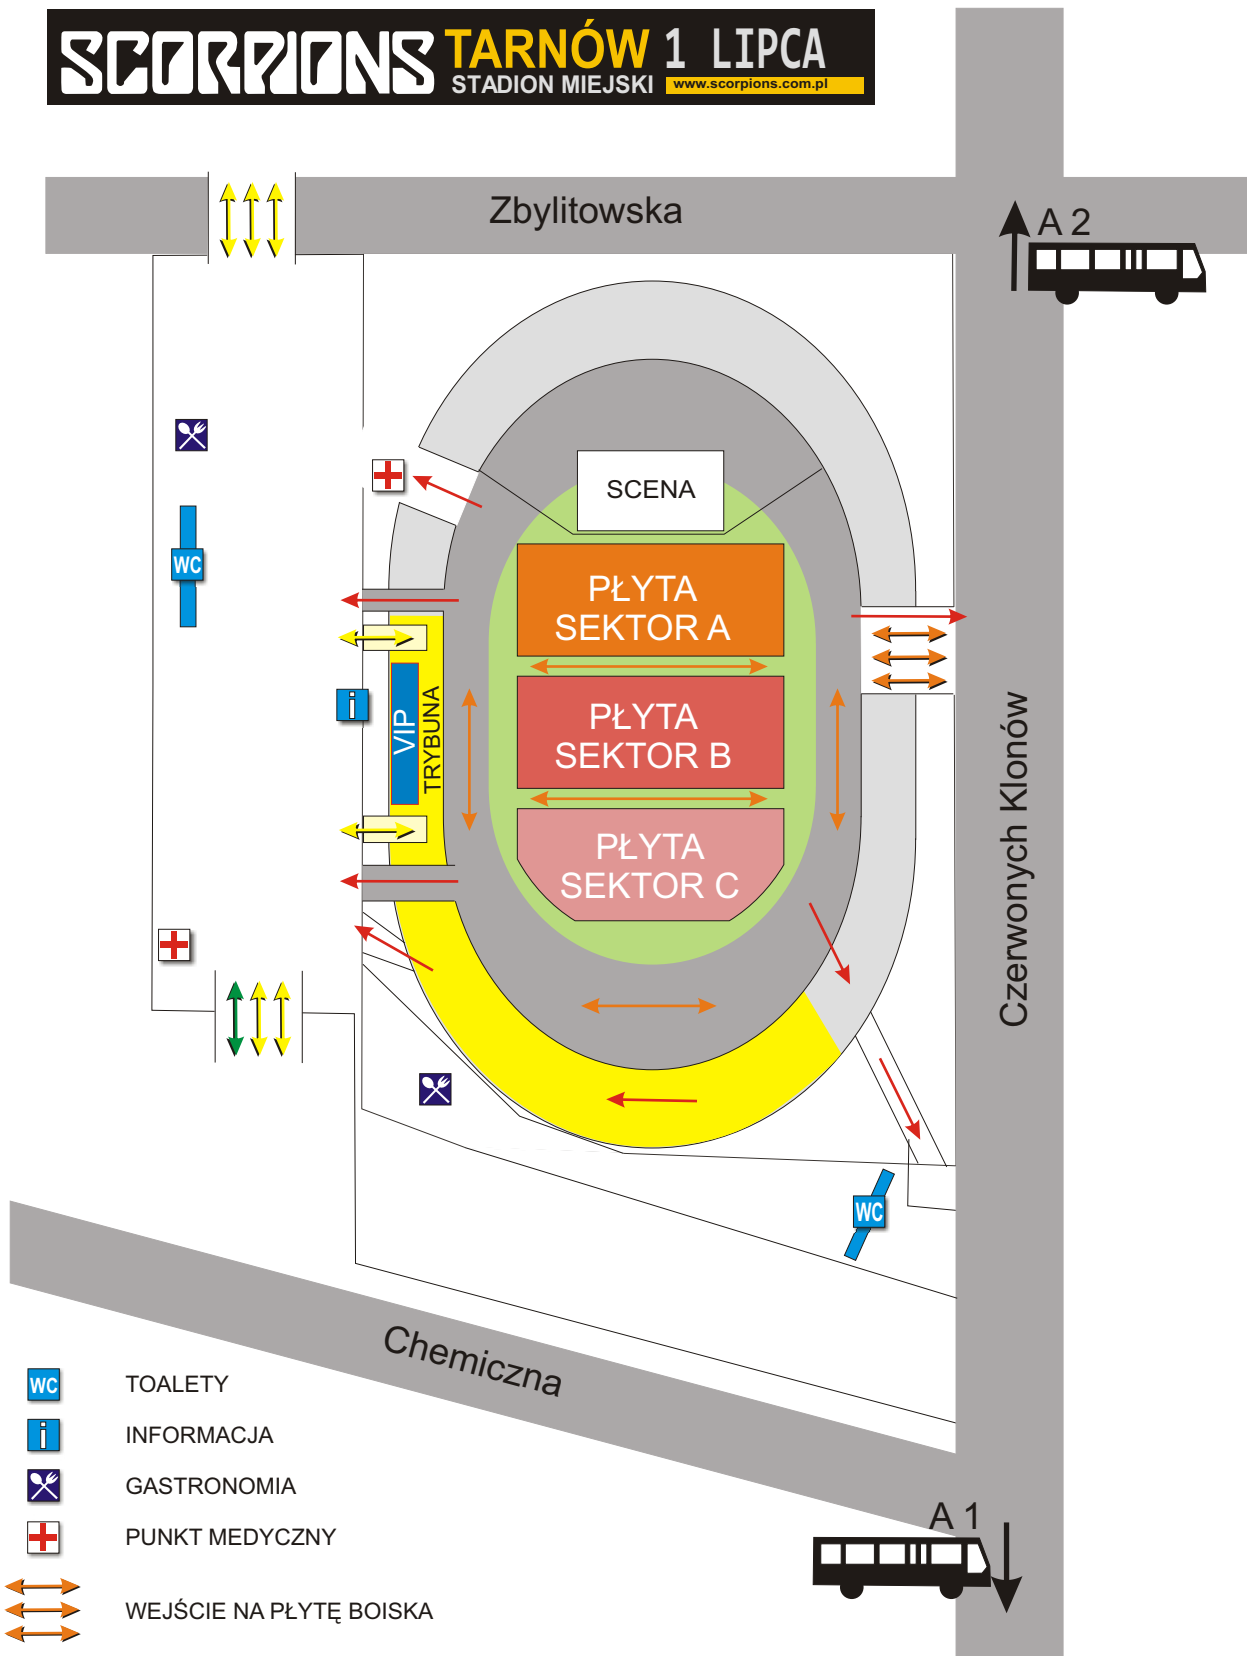 SCORPIONS TARNÓW 1 LIPCA
STADION MIEJSKI www.scorpions.com.pl
Zbylitowska
A 2
SCENA
WC
PŁYTA
SEKTOR A
i
VIP
TRYBUNA
PŁYTA
SEKTOR B
PŁYTA
SEKTOR C
Czerwonych Klonów
WC
Chemiczna
WC TOALETY
i INFORMACJA
GASTRONOMIA
PUNKT MEDYCZNY
WEJŚCIE NA PŁYTĘ BOISKA
A 1